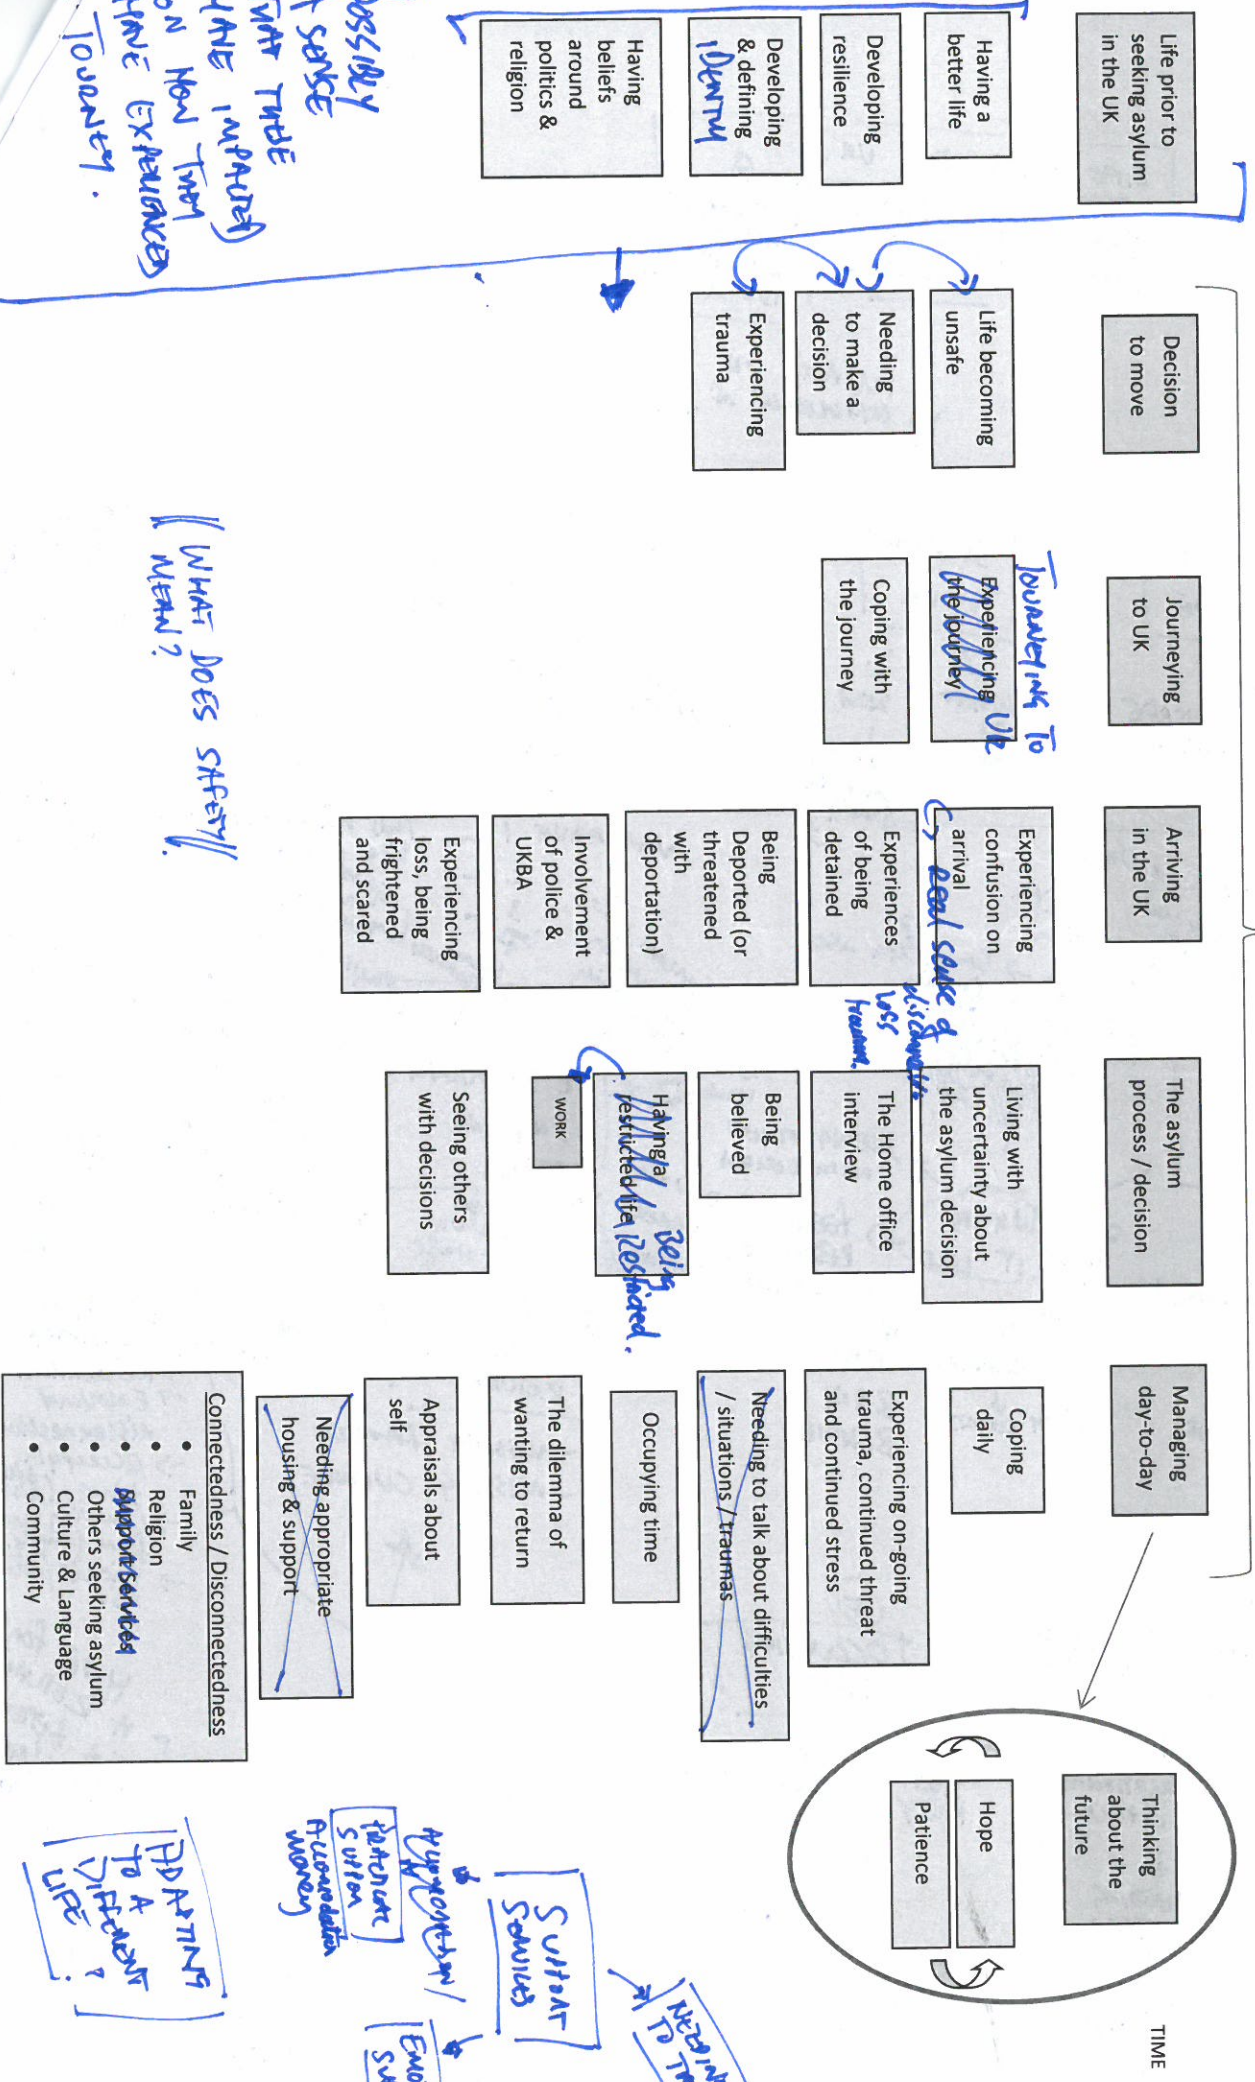 TIME
Life prior to
seeking asylum
in the UK
Having a
better life
Developing
resilience
Developing
& defining
IDENTITY
Having
beliefs
around
politics &
religion
POSSIBLY
A SENSE
THAT THESE
HAVE IMPACTED
ON HOW THEY
HAVE EXPERIENCED
JOURNEY.
Decision
to move
Life becoming
unsafe
Needing
to make a
decision
Experiencing
trauma
WHAT DOES SAFETY
MEAN?
Journeying
to UK
JOURNEYING TO
UK
Experiencing
the journey
Coping with
the journey
Arriving
in the UK
Experiencing
confusion on
arrival
Real sense of
loss
trauma.
Experiences
of being
detained
Being
Deported (or
threatened
with
deportation)
Involvement
of police &
UKBA
Experiencing
loss, being
frightened
and scared
The asylum
process / decision
Living with
uncertainty about
the asylum decision
The Home office
interview
Being
believed
Having a
restricted life
Being
Restricted.
WORK
Seeing others
with decisions
Managing
day-to-day
Coping
daily
Experiencing on-going
trauma, continued threat
and continued stress
Needing to talk about difficulties
/ situations / traumas
Occupying time
The dilemma of
wanting to return
Appraisals about
self
Needing appropriate
housing & support
Connectedness / Disconnectedness
• Family
• Religion
• Support services
• Others seeking asylum
• Culture & Language
• Community
Thinking
about the
future
Hope
Patience
SUPPORT
SERVICES
PRACTICAL
SUPPORT
Accomodation
money
NEEDING
TO
ADAPTING
TO A
DIFFERENT
LIFE?